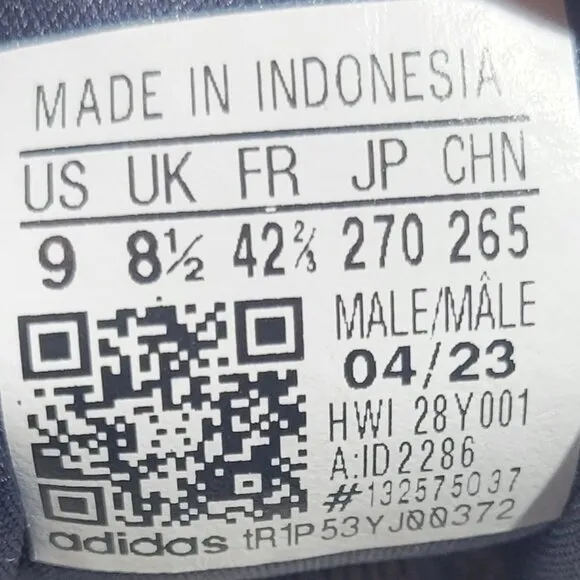 MADE IN INDONESIA
US UK FR JP CHN
9 8½ 42⅔ 270 265
MALE/MÂLE
04/23
HWI 28Y001
A:ID2286
#132575037
adidas tR1P53YJ00372